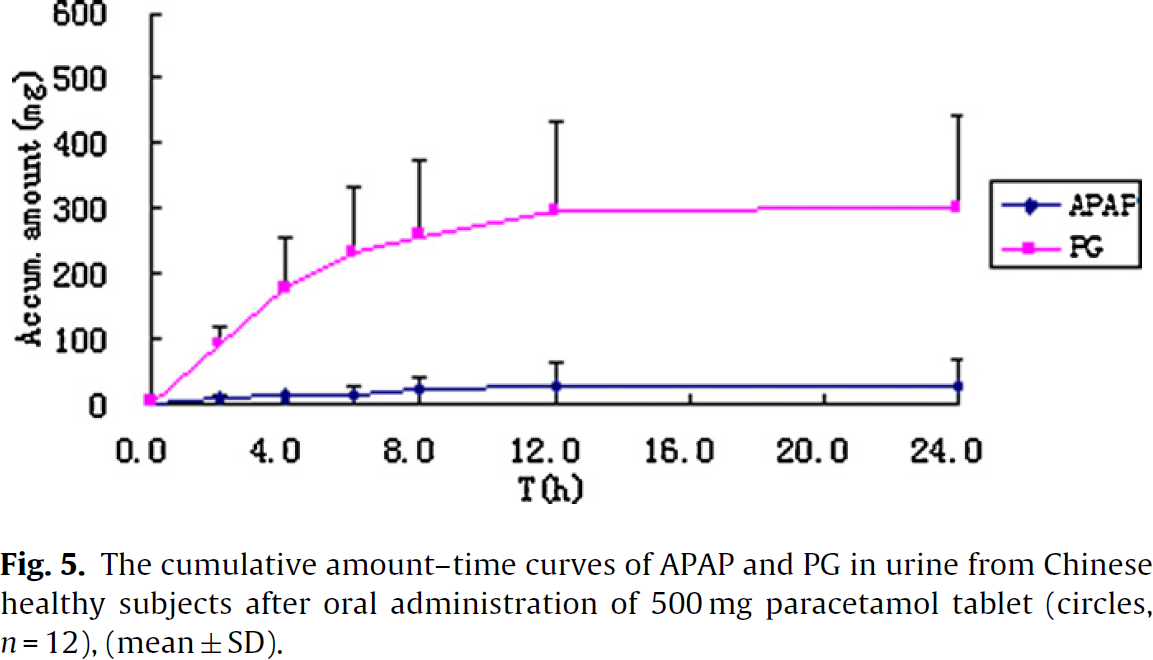 600
500
400
300
200
100
0
Accum. amount (mg)
0.0 4.0 8.0 12.0 16.0 20.0 24.0
T(h)
APAP
PG
Fig. 5. The cumulative amount–time curves of APAP and PG in urine from Chinese
healthy subjects after oral administration of 500 mg paracetamol tablet (circles,
n = 12), (mean ± SD).